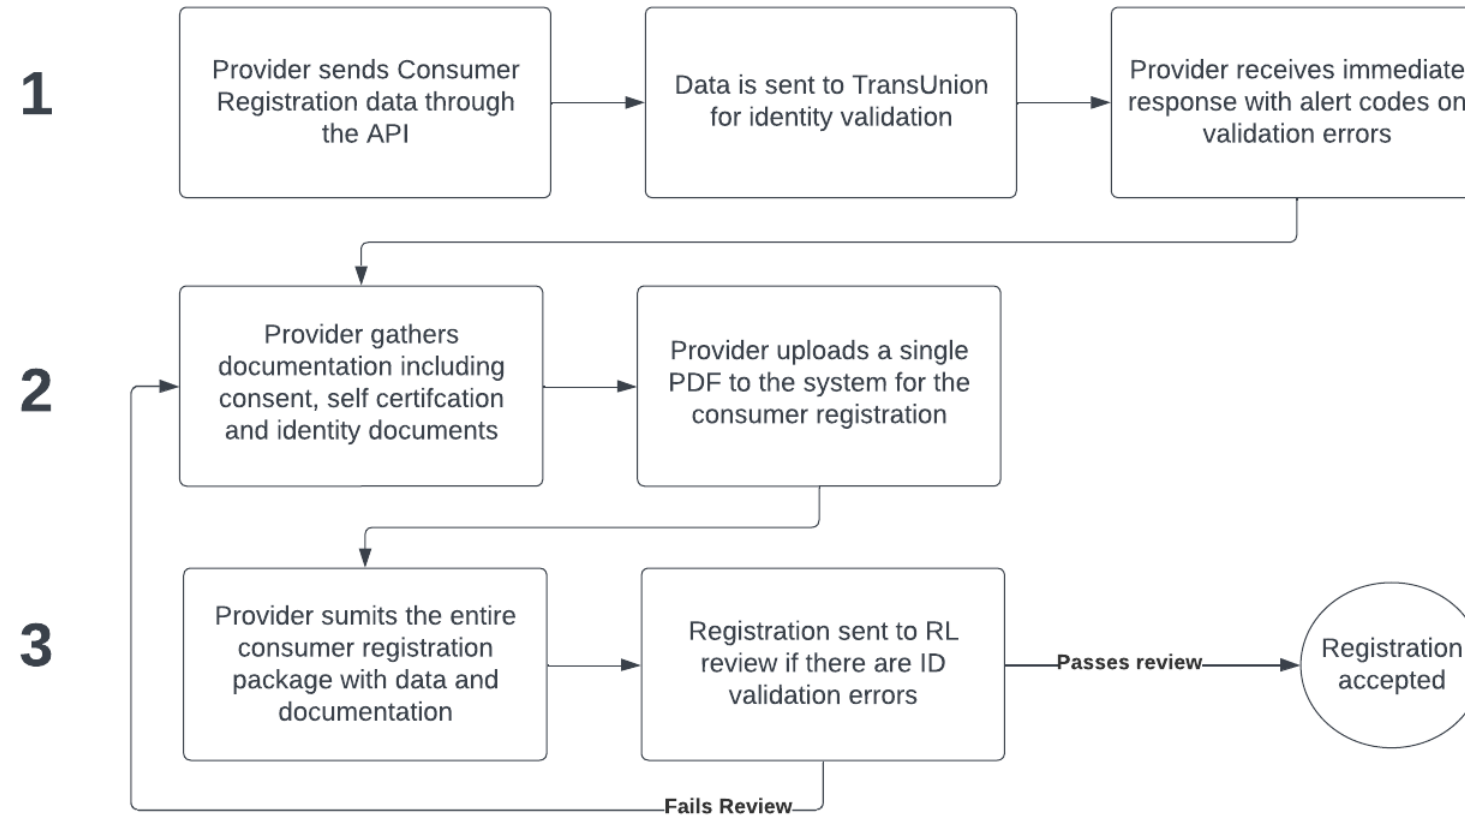 1
Provider sends Consumer
Registration data through
the API
Data is sent to TransUnion
for identity validation
Provider receives immediate
response with alert codes on
validation errors
2
Provider gathers
documentation including
consent, self certifcation
and identity documents
Provider uploads a single
PDF to the system for the
consumer registration
3
Provider sumits the entire
consumer registration
package with data and
documentation
Registration sent to RL
review if there are ID
validation errors
Passes review
Registration
accepted
Fails Review